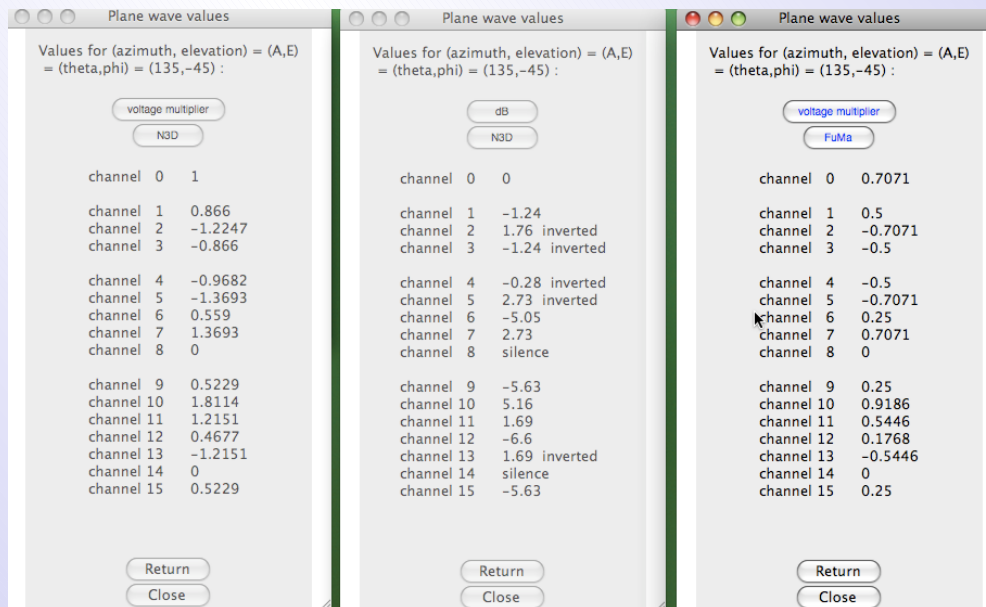 Plane wave values
Values for (azimuth, elevation) = (A,E)
= (theta,phi) = (135,-45) :
voltage multiplier
N3D
channel 0 1
channel 1 0.866
channel 2 -1.2247
channel 3 -0.866
channel 4 -0.9682
channel 5 -1.3693
channel 6 0.559
channel 7 1.3693
channel 8 0
channel 9 0.5229
channel 10 1.8114
channel 11 1.2151
channel 12 0.4677
channel 13 -1.2151
channel 14 0
channel 15 0.5229
Return
Close
Plane wave values
Values for (azimuth, elevation) = (A,E)
= (theta,phi) = (135,-45) :
dB
N3D
channel 0 0
channel 1 -1.24
channel 2 1.76 inverted
channel 3 -1.24 inverted
channel 4 -0.28 inverted
channel 5 2.73 inverted
channel 6 -5.05
channel 7 2.73
channel 8 silence
channel 9 -5.63
channel 10 5.16
channel 11 1.69
channel 12 -6.6
channel 13 1.69 inverted
channel 14 silence
channel 15 -5.63
Return
Close
Plane wave values
Values for (azimuth, elevation) = (A,E)
= (theta,phi) = (135,-45) :
voltage multiplier
FuMa
channel 0 0.7071
channel 1 0.5
channel 2 -0.7071
channel 3 -0.5
channel 4 -0.5
channel 5 -0.7071
channel 6 0.25
channel 7 0.7071
channel 8 0
channel 9 0.25
channel 10 0.9186
channel 11 0.5446
channel 12 0.1768
channel 13 -0.5446
channel 14 0
channel 15 0.25
Return
Close